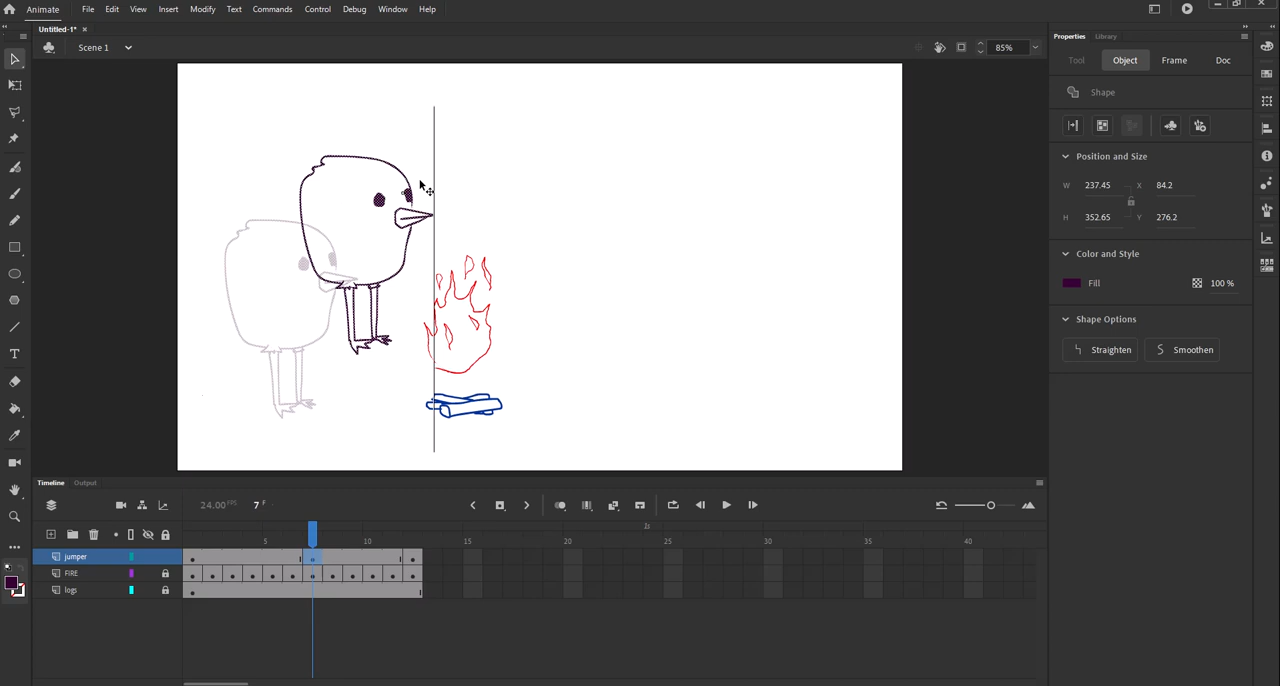 Animate File Edit View Insert Modify Text Commands Control Debug Window Help
Untitled-1* ×
Scene 1 85%
Properties Library
Tool Object Frame Doc
Shape
Position and Size
W 237.45 X 84.2
H 352.65 Y 276.2
Color and Style
Fill 100 %
Shape Options
Straighten Smoothen
Timeline Output
24.00 FPS 7 F
1s
5 10 15 20 25 30 35 40
jumper
FIRE
logs